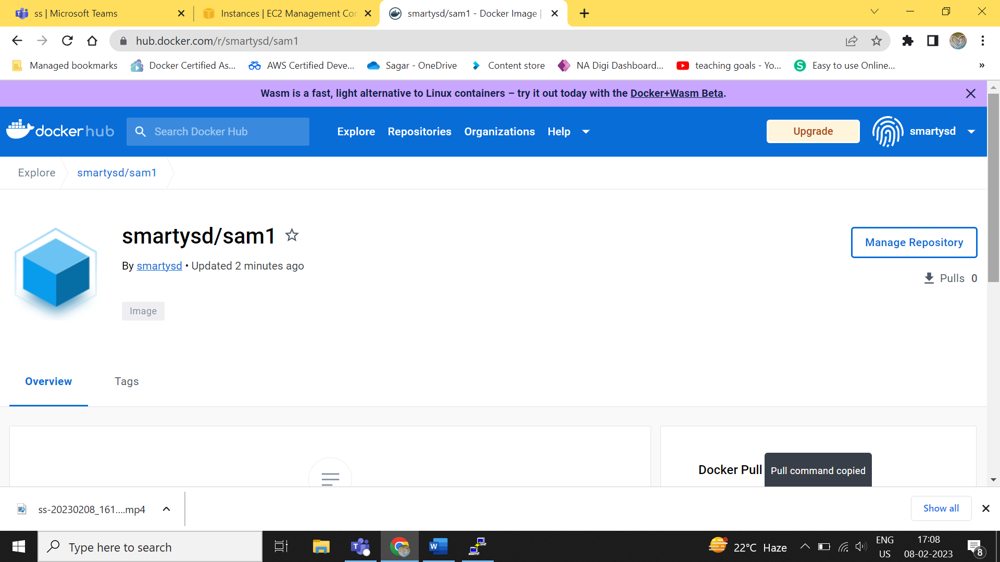 ss | Microsoft Teams
Instances | EC2 Management Con
smartysd/sam1 - Docker Image |
hub.docker.com/r/smartysd/sam1
Managed bookmarks
Docker Certified As...
AWS Certified Deve...
Sagar - OneDrive
Content store
NA Digi Dashboard...
teaching goals - Yo...
Easy to use Online...
»
Wasm is a fast, light alternative to Linux containers – try it out today with the Docker+Wasm Beta.
docker hub
Search Docker Hub
Explore
Repositories
Organizations
Help
Upgrade
smartysd
Explore
smartysd/sam1
smartysd/sam1
Manage Repository
By smartysd • Updated 2 minutes ago
Pulls 0
Image
Overview
Tags
Docker Pull
Pull command copied
ss-20230208_161....mp4
Show all
Type here to search
22°C Haze
ENG
US
17:08
08-02-2023
8